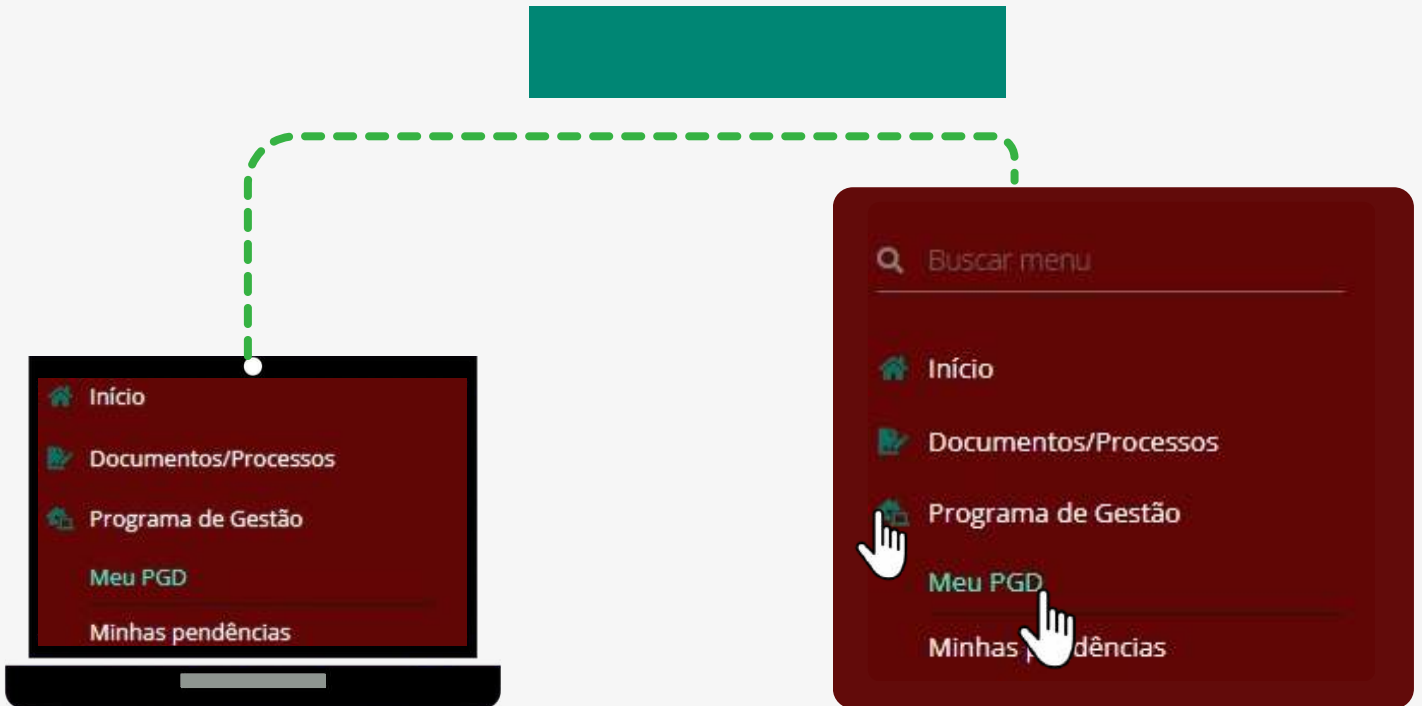 Início
Documentos/Processos
Programa de Gestão
Meu PGD
Minhas pendências
Buscar menu
Início
Documentos/Processos
Programa de Gestão
Meu PGD
Minhas dências